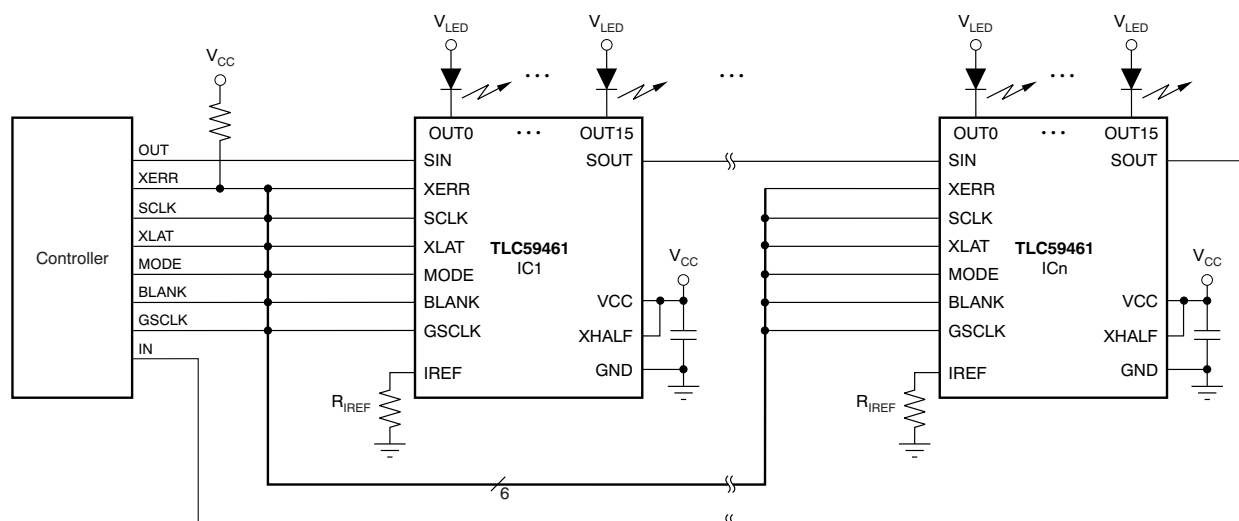 V_LED V_LED V_LED V_LED
V_CC
... ... ... ...
OUT0 ... OUT15
OUT0 ... OUT15
Controller
OUT
XERR
SCLK
XLAT
MODE
BLANK
GSCLK
IN
SIN
XERR
SCLK
XLAT
MODE
BLANK
GSCLK
IREF
R_IREF
TLC59461
IC1
SOUT
V_CC
VCC
XHALF
GND
SIN
XERR
SCLK
XLAT
MODE
BLANK
GSCLK
IREF
R_IREF
TLC59461
ICn
SOUT
V_CC
VCC
XHALF
GND
6